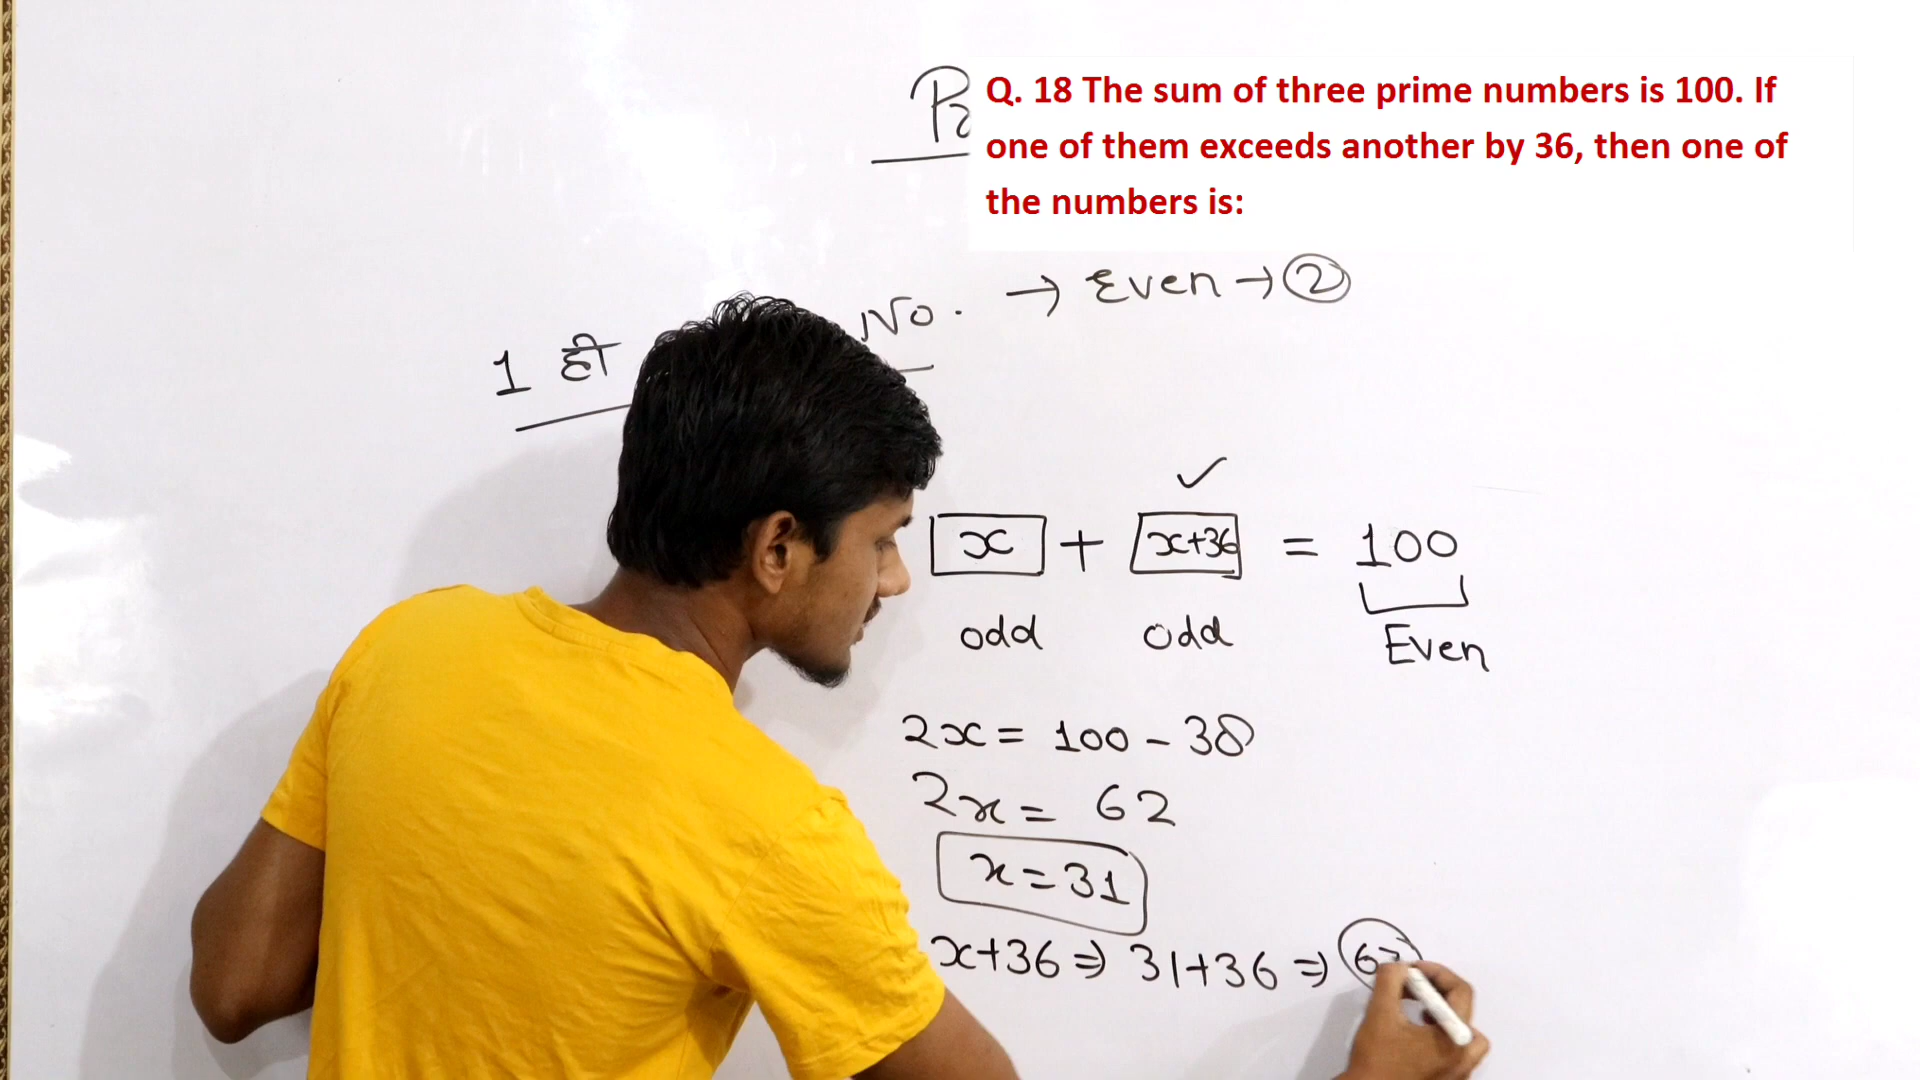 Q. 18 The sum of three prime numbers is 100. If
one of them exceeds another by 36, then one of
the numbers is:
No. → Even → 2
1 ही
✓
x + x+36 = 100
odd odd Even
2x = 100 - 38
2x = 62
x = 31
x+36 ⇒ 31+36 ⇒